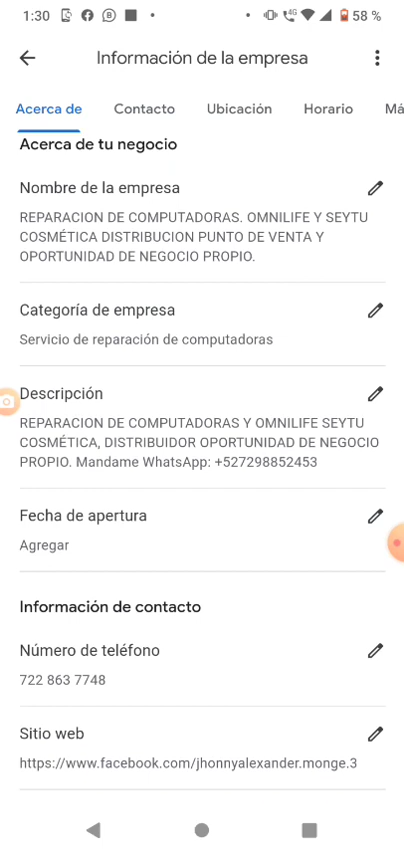 1:30
58 %
Información de la empresa
Acerca de
Contacto
Ubicación
Horario
Má
Acerca de tu negocio
Nombre de la empresa
REPARACION DE COMPUTADORAS. OMNILIFE Y SEYTU
COSMÉTICA DISTRIBUCION PUNTO DE VENTA Y
OPORTUNIDAD DE NEGOCIO PROPIO.
Categoría de empresa
Servicio de reparación de computadoras
Descripción
REPARACION DE COMPUTADORAS Y OMNILIFE SEYTU
COSMÉTICA, DISTRIBUIDOR OPORTUNIDAD DE NEGOCIO
PROPIO. Mandame WhatsApp: +527298852453
Fecha de apertura
Agregar
Información de contacto
Número de teléfono
722 863 7748
Sitio web
https://www.facebook.com/jhonnyalexander.monge.3